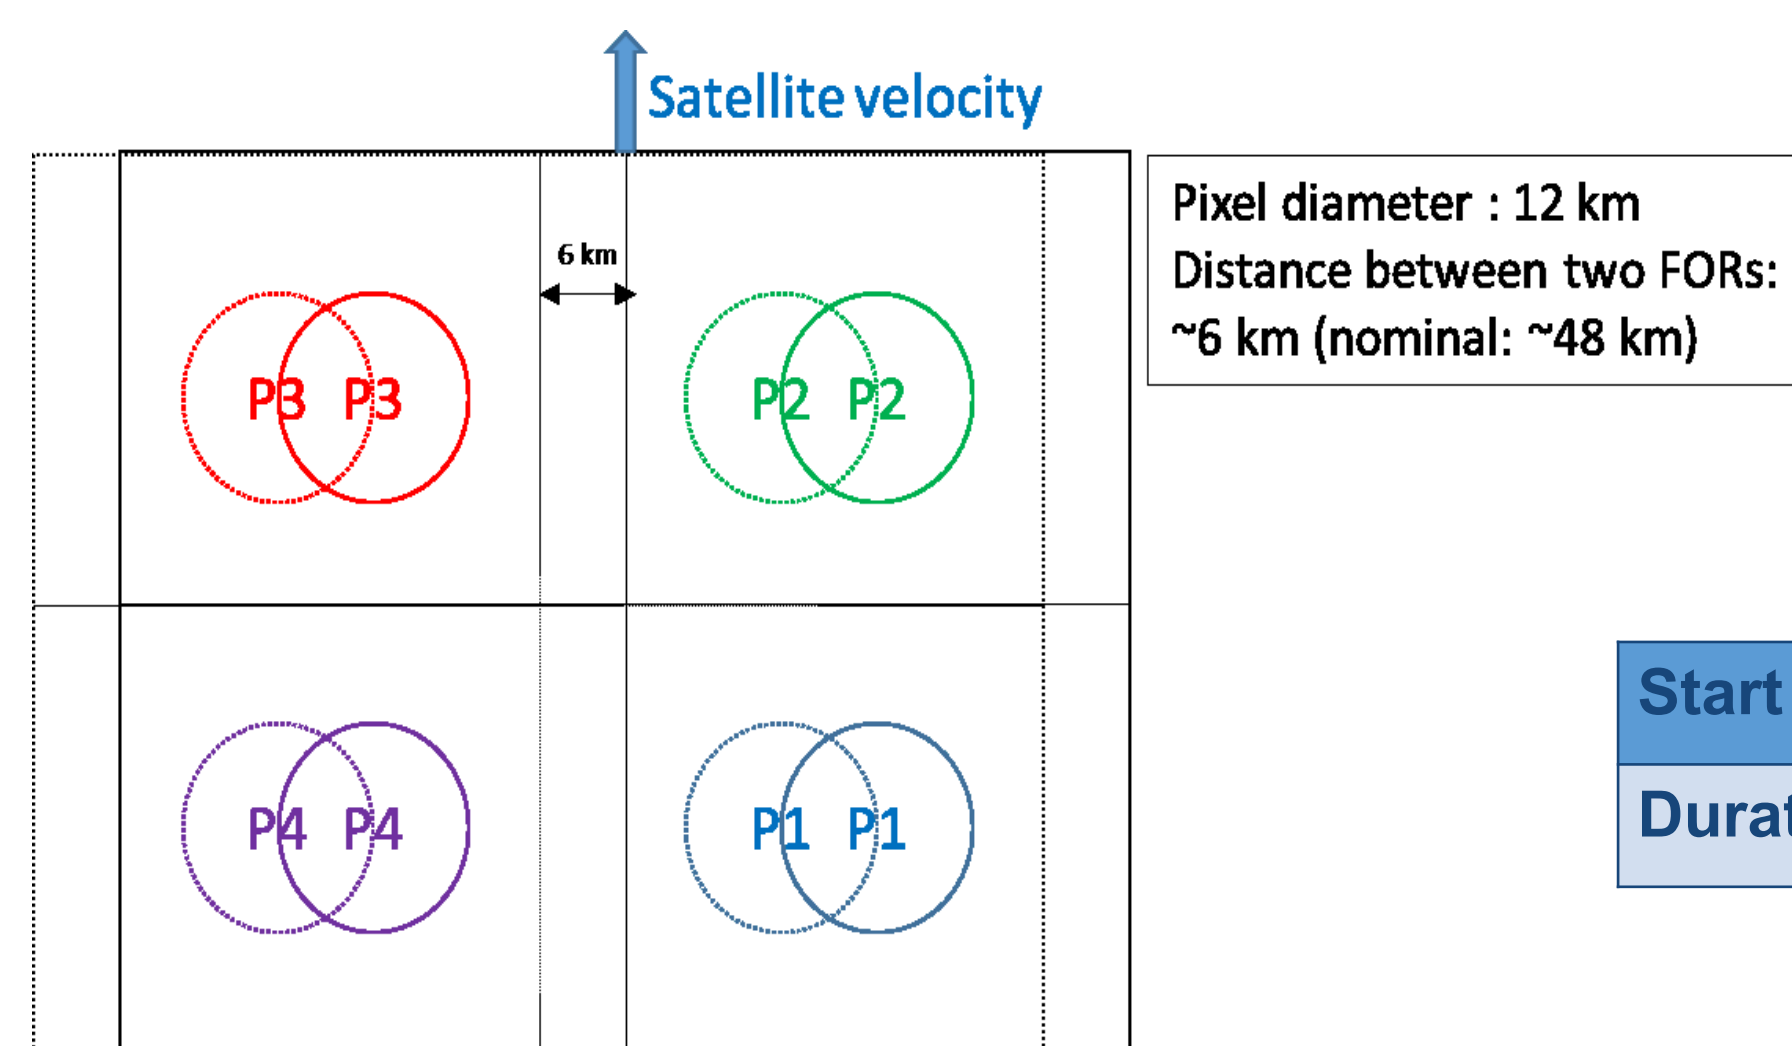 Satellite velocity
Pixel diameter : 12 km
Distance between two FORs:
~6 km (nominal: ~48 km)
6 km
P3 P3
P2 P2
P4 P4
P1 P1
Start